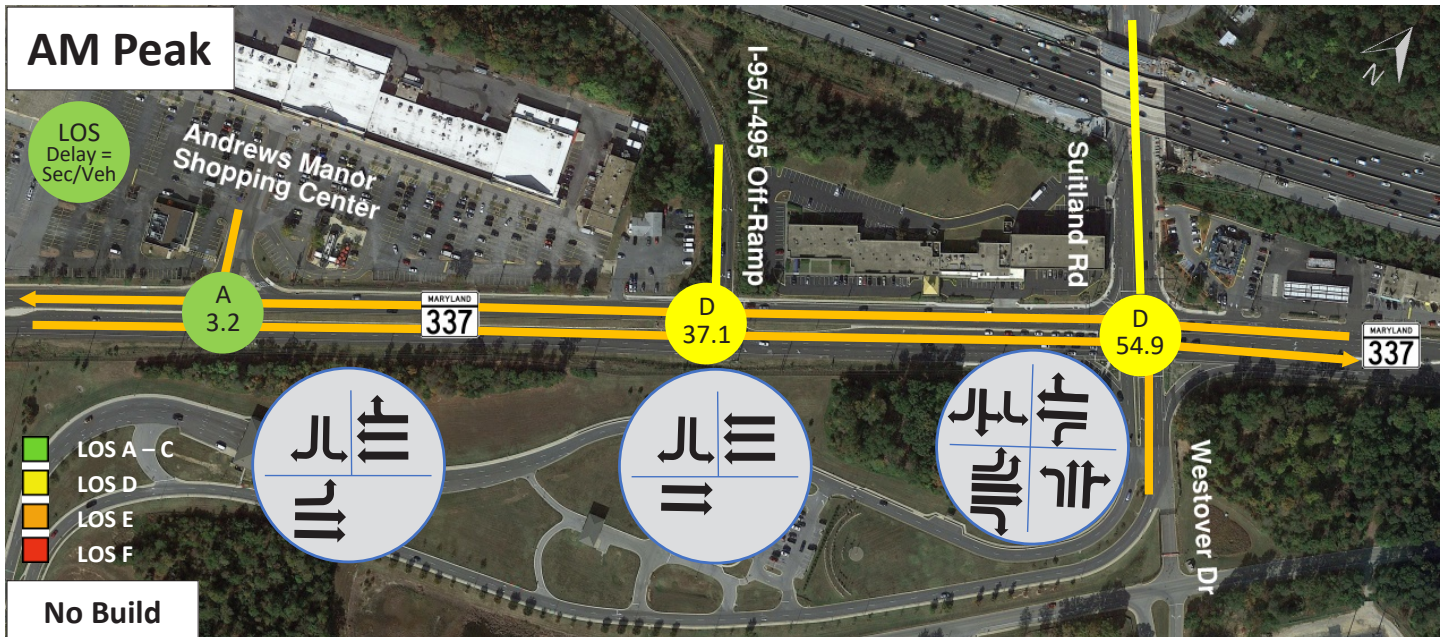 AM Peak
LOS
Delay =
Sec/Veh
Andrews Manor
Shopping Center
I-95/I-495 Off-Ramp
Suitland Rd
N
A
3.2
MARYLAND
337
D
37.1
D
54.9
MARYLAND
337
Westover Dr
LOS A – C
LOS D
LOS E
LOS F
No Build